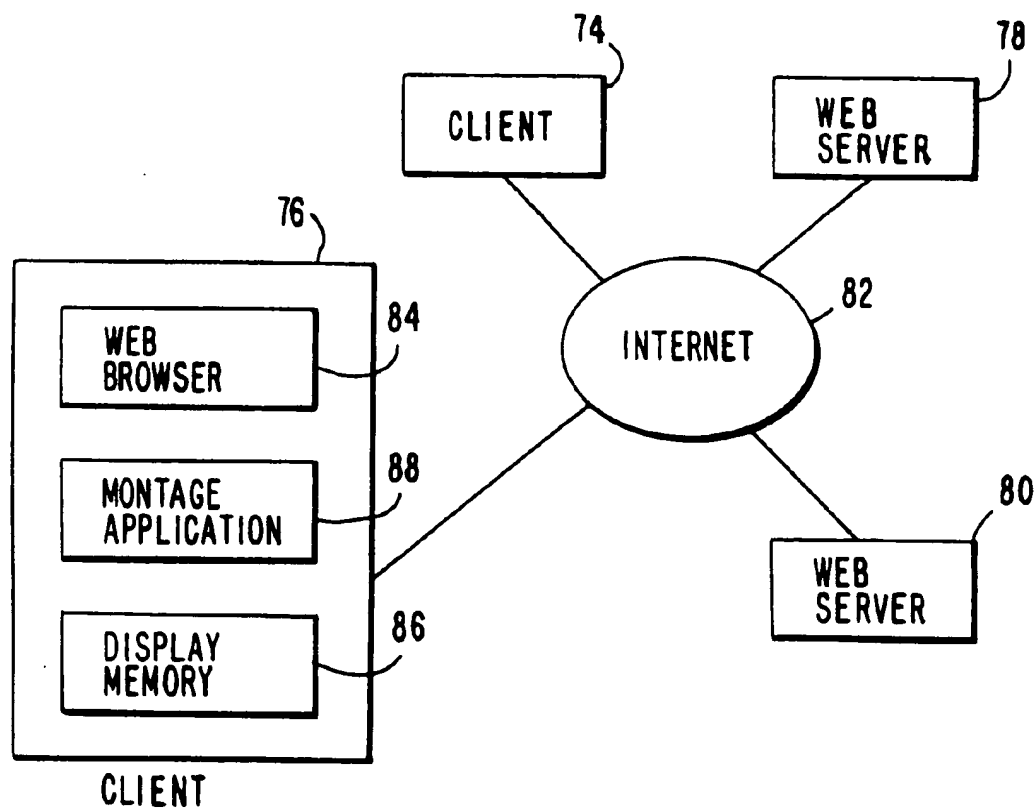 74
CLIENT
78
WEB
SERVER
76
WEB
BROWSER
84
82
INTERNET
MONTAGE
APPLICATION
88
80
WEB
SERVER
DISPLAY
MEMORY
86
CLIENT